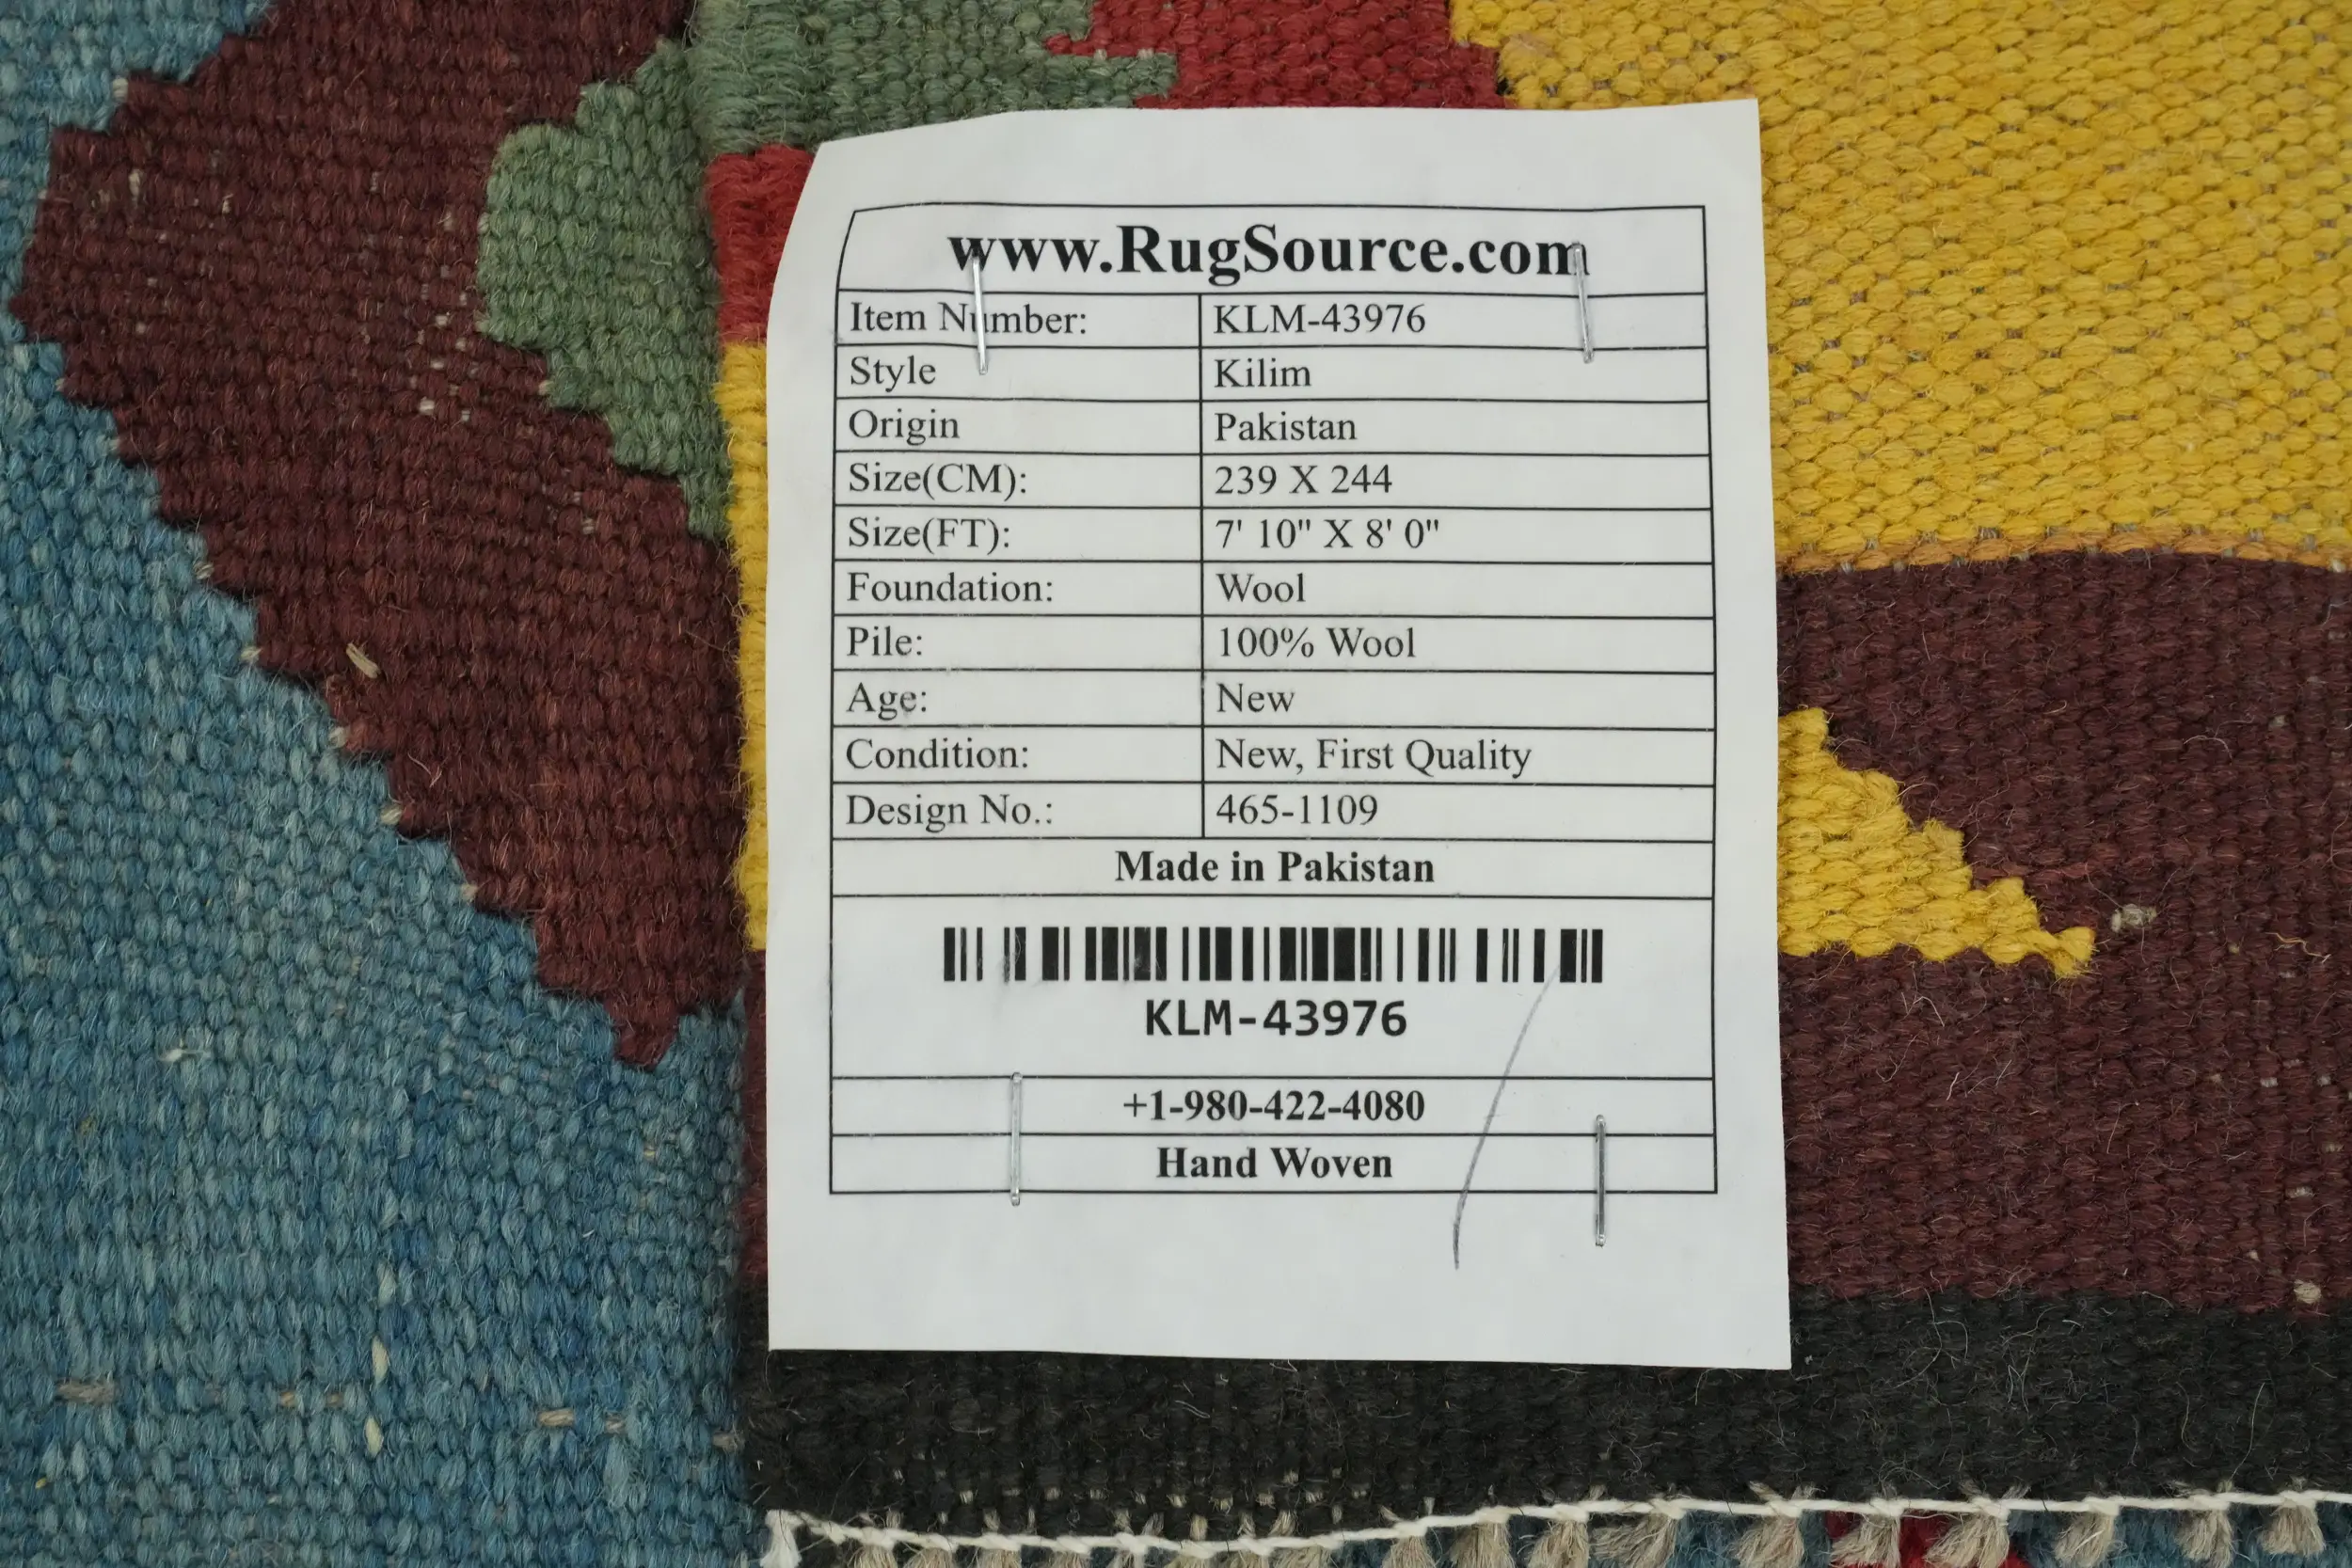 www.RugSource.com
Item Number: KLM-43976
Style Kilim
Origin Pakistan
Size(CM): 239 X 244
Size(FT): 7' 10" X 8' 0"
Foundation: Wool
Pile: 100% Wool
Age: New
Condition: New, First Quality
Design No.: 465-1109
Made in Pakistan
KLM-43976
+1-980-422-4080
Hand Woven